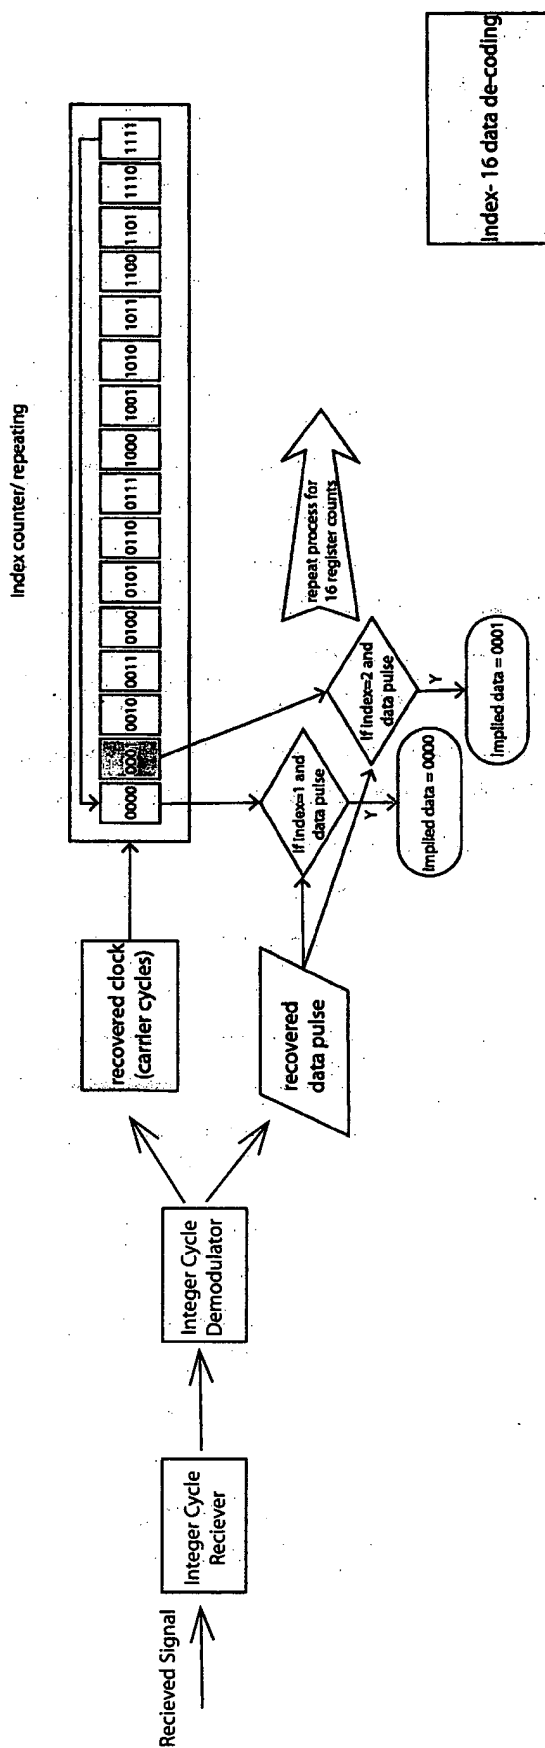 Recieved Signal
Integer Cycle
Reciever
Integer Cycle
Demodulator
recovered clock
(carrier cycles)
recovered
data pulse
Index counter/ repeating
0000
0001
0010
0011
0100
0101
0110
0111
1000
1001
1010
1011
1100
1101
1110
1111
If index=1 and
data pulse
Y
Implied data = 0000
If index=2 and
data pulse
Y
Implied data = 0001
repeat process for
16 register counts
Index- 16 data de-coding